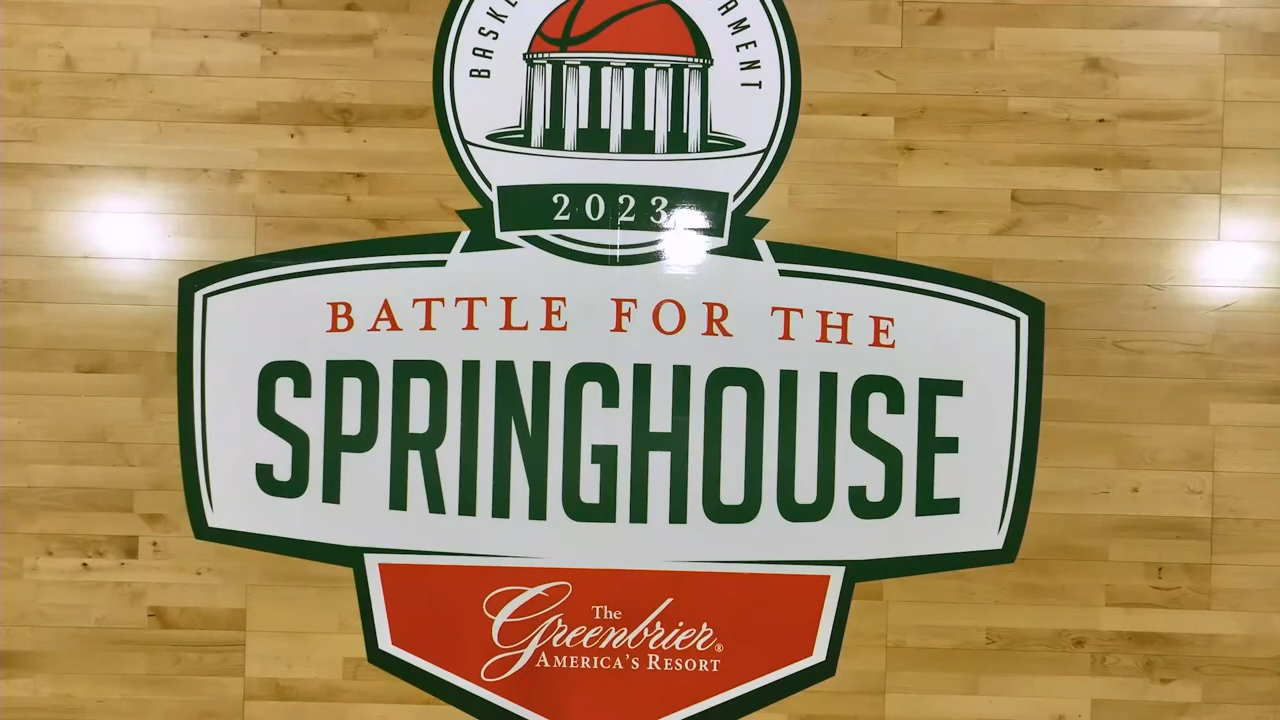 2023
BATTLE FOR THE
SPRINGHOUSE
The
Greenbrier®
AMERICA'S RESORT